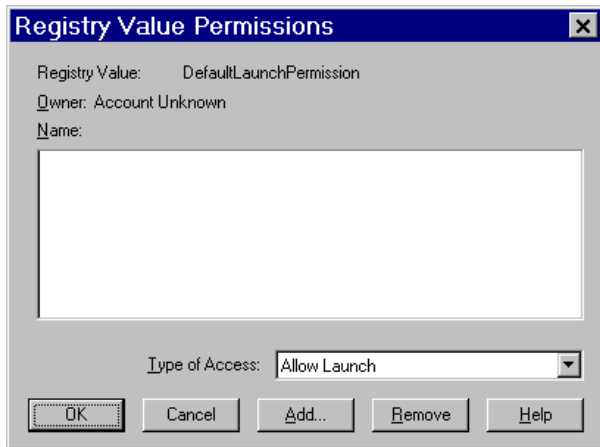 Registry Value Permissions
Registry Value: DefaultLaunchPermission
Owner: Account Unknown
Name:
Type of Access: Allow Launch
OK Cancel Add... Remove Help